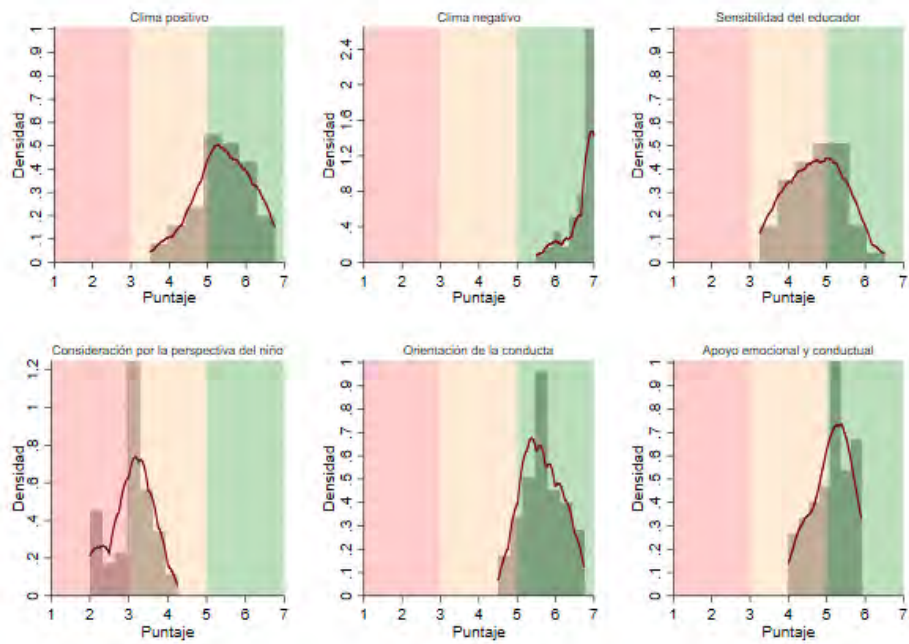 Clima positivo
Densidad
0 .1 .2 .3 .4 .5 .6 .7 .8 .9 1
1 2 3 4 5 6 7
Puntaje
Clima negativo
Densidad
0 .4 .8 1.2 1.6 2 2.4
1 2 3 4 5 6 7
Puntaje
Sensibilidad del educador
Densidad
0 .1 .2 .3 .4 .5 .6 .7 .8 .9 1
1 2 3 4 5 6 7
Puntaje
Consideración por la perspectiva del niño
Densidad
0 .2 .4 .6 .8 1 1.2
1 2 3 4 5 6 7
Puntaje
Orientación de la conducta
Densidad
0 .1 .2 .3 .4 .5 .6 .7 .8 .9 1
1 2 3 4 5 6 7
Puntaje
Apoyo emocional y conductual
Densidad
0 .1 .2 .3 .4 .5 .6 .7 .8 .9 1
1 2 3 4 5 6 7
Puntaje